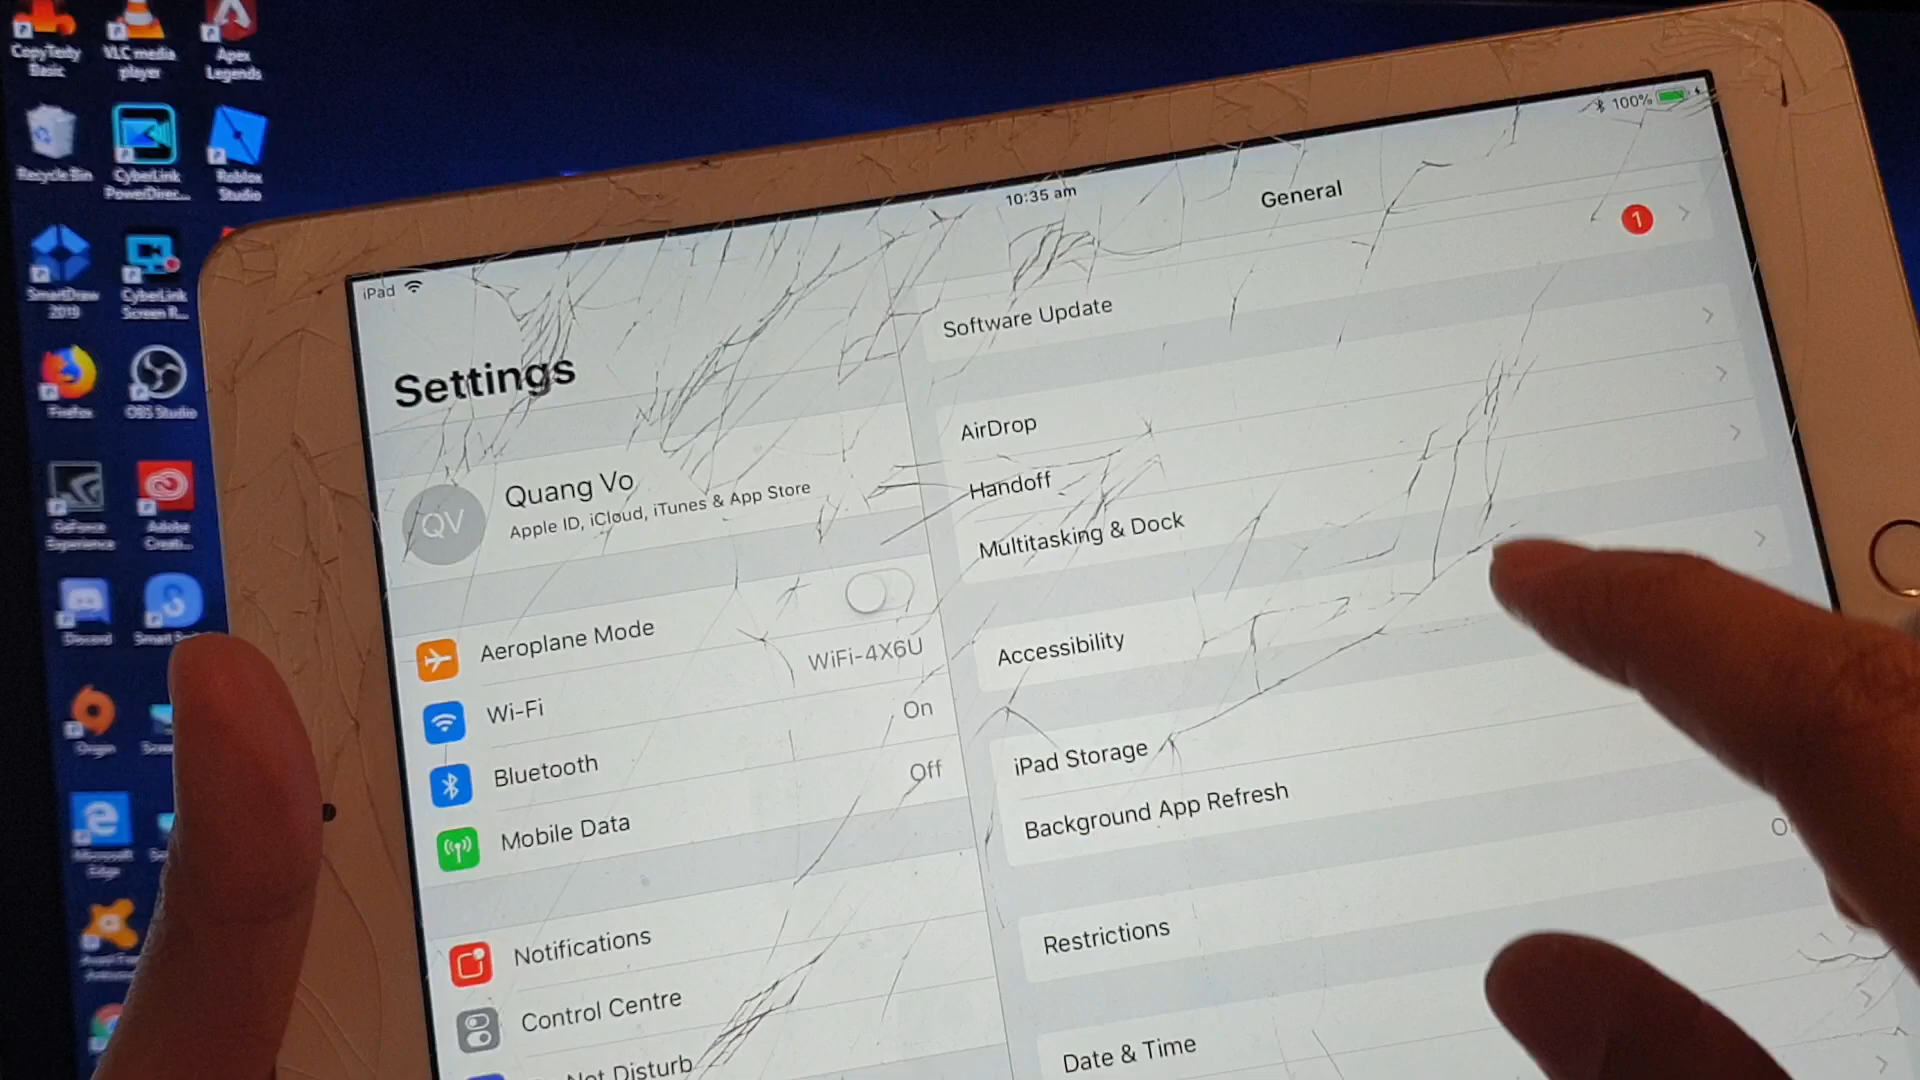 CopyTexty
Basic
VLC media
player
Apex
Legends
Recycle Bin
CyberLink
PowerDirec...
Roblox
Studio
SmartDraw
2019
CyberLink
Screen R...
Firefox
OBS Studio
GeForce
Experience
Adobe
Creati...
Discord
Origin
Microsoft
Edge
iPad
10:35 am
100%
Settings
QV
Quang Vo
Apple ID, iCloud, iTunes & App Store
Aeroplane Mode
Wi-Fi
WiFi-4X6U
Bluetooth
On
Mobile Data
Off
Notifications
Control Centre
Not Disturb
General
1
Software Update
AirDrop
Handoff
Multitasking & Dock
Accessibility
iPad Storage
Background App Refresh
Restrictions
Date & Time